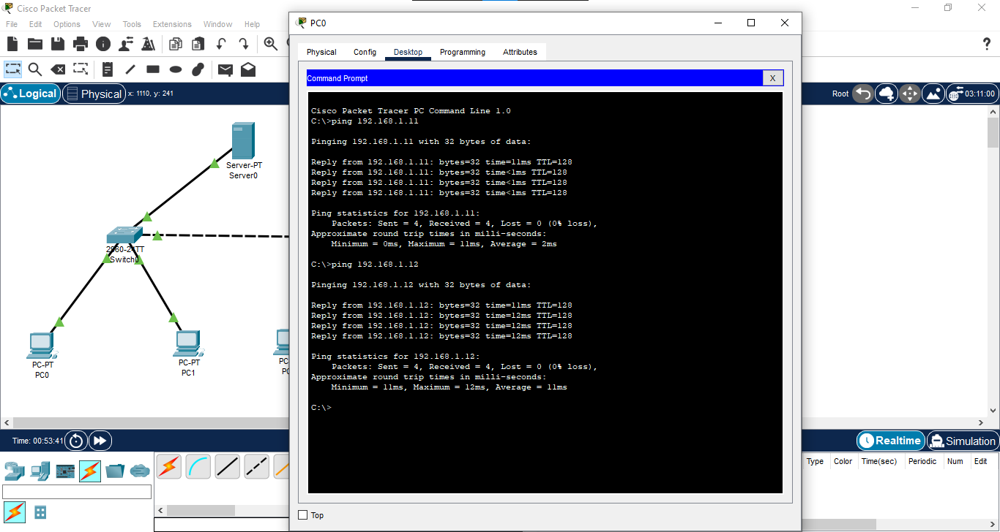 Cisco Packet Tracer
File Edit Options View Tools Extensions Window Help
Logical
Physical
x: 1110, y: 241
Root
03:11:00
Server-PT
Server0
Switch0
PC-PT
PC0
PC-PT
PC1
Time: 00:53:41
Realtime
Simulation
Type Color Time(sec) Periodic Num Edit
PC0
Physical Config Desktop Programming Attributes
Command Prompt
X
Cisco Packet Tracer PC Command Line 1.0
C:\>ping 192.168.1.11
Pinging 192.168.1.11 with 32 bytes of data:
Reply from 192.168.1.11: bytes=32 time=11ms TTL=128
Reply from 192.168.1.11: bytes=32 time<1ms TTL=128
Reply from 192.168.1.11: bytes=32 time<1ms TTL=128
Reply from 192.168.1.11: bytes=32 time<1ms TTL=128
Ping statistics for 192.168.1.11:
Packets: Sent = 4, Received = 4, Lost = 0 (0% loss),
Approximate round trip times in milli-seconds:
Minimum = 0ms, Maximum = 11ms, Average = 2ms
C:\>ping 192.168.1.12
Pinging 192.168.1.12 with 32 bytes of data:
Reply from 192.168.1.12: bytes=32 time=11ms TTL=128
Reply from 192.168.1.12: bytes=32 time=12ms TTL=128
Reply from 192.168.1.12: bytes=32 time=12ms TTL=128
Reply from 192.168.1.12: bytes=32 time=12ms TTL=128
Ping statistics for 192.168.1.12:
Packets: Sent = 4, Received = 4, Lost = 0 (0% loss),
Approximate round trip times in milli-seconds:
Minimum = 11ms, Maximum = 12ms, Average = 11ms
C:\>
Top